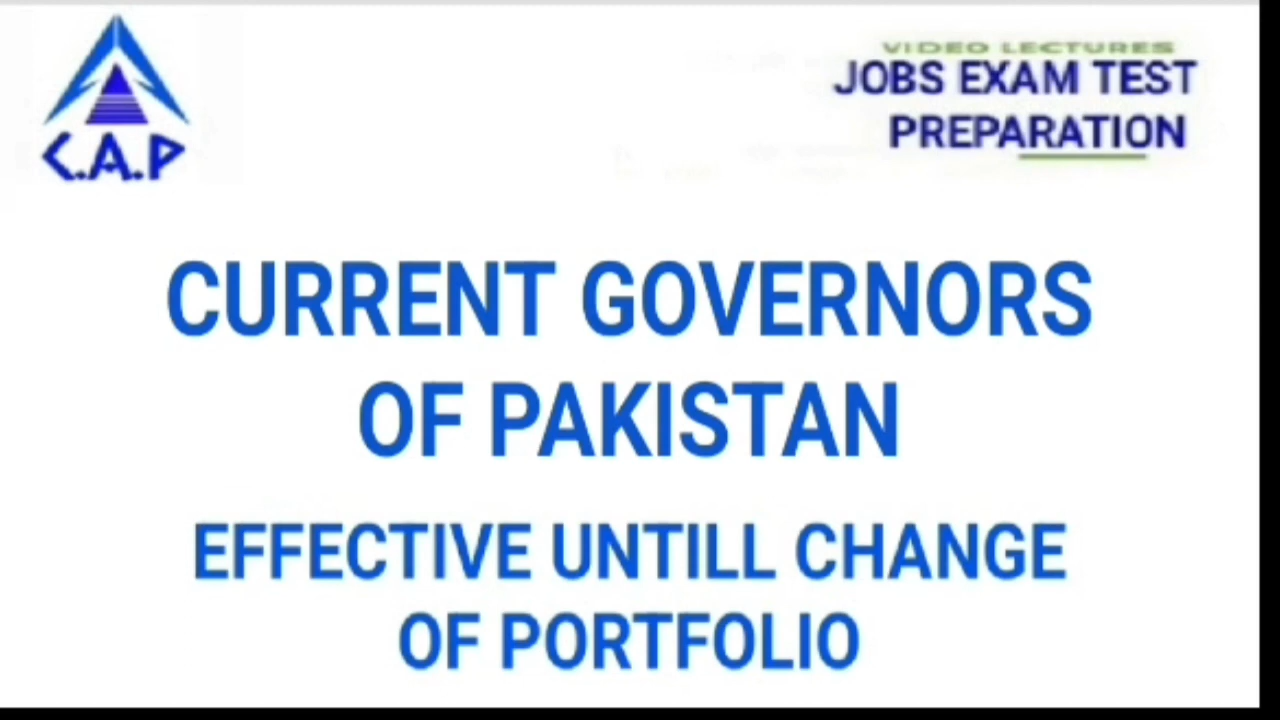 C.A.P
VIDEO LECTURES
JOBS EXAM TEST
PREPARATION
CURRENT GOVERNORS
OF PAKISTAN
EFFECTIVE UNTILL CHANGE
OF PORTFOLIO